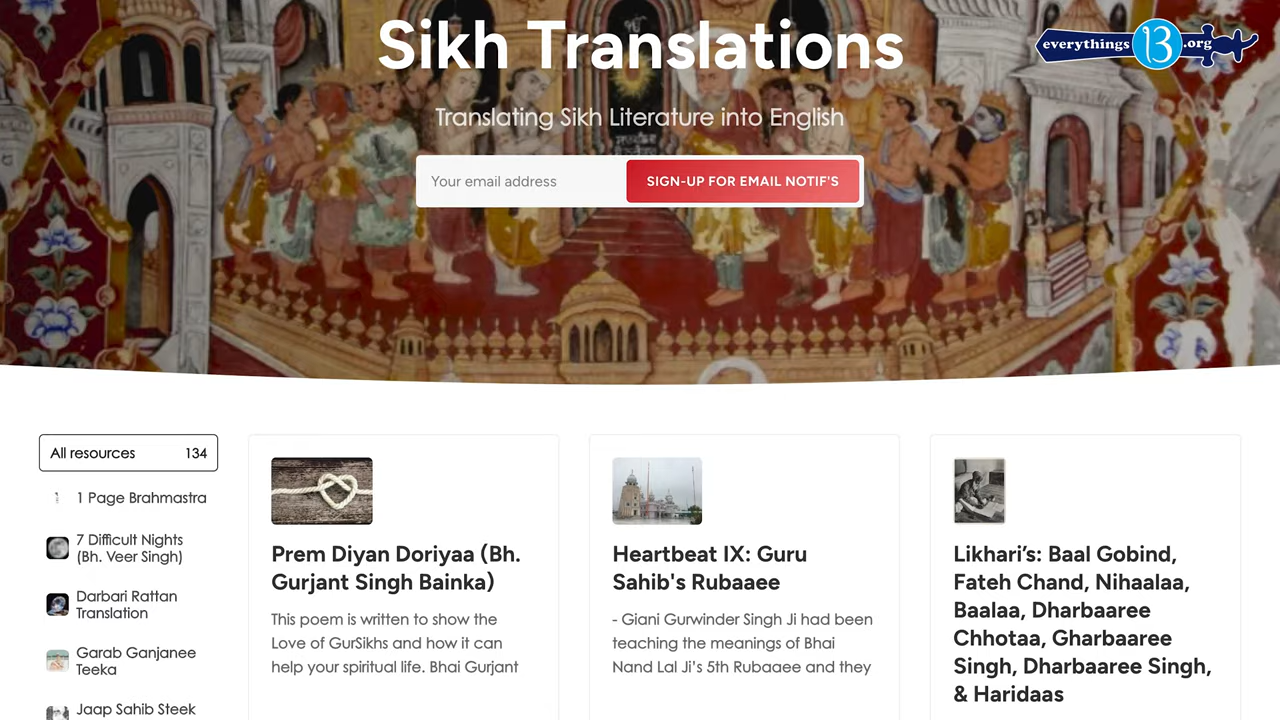 Sikh Translations
everythings 13 .org
Translating Sikh Literature into English
Your email address
SIGN-UP FOR EMAIL NOTIF'S
All resources 134
1 Page Brahmastra
7 Difficult Nights
(Bh. Veer Singh)
Darbari Rattan
Translation
Garab Ganjanee
Teeka
Jaap Sahib Steek
Prem Diyan Doriyaa (Bh.
Gurjant Singh Bainka)
This poem is written to show the
Love of GurSikhs and how it can
help your spiritual life. Bhai Gurjant
Heartbeat IX: Guru
Sahib's Rubaaee
- Giani Gurwinder Singh Ji had been
teaching the meanings of Bhai
Nand Lal Ji’s 5th Rubaaee and they
Likhari’s: Baal Gobind,
Fateh Chand, Nihaalaa,
Baalaa, Dharbaaree
Chhotaa, Gharbaaree
Singh, Dharbaaree Singh,
& Haridaas